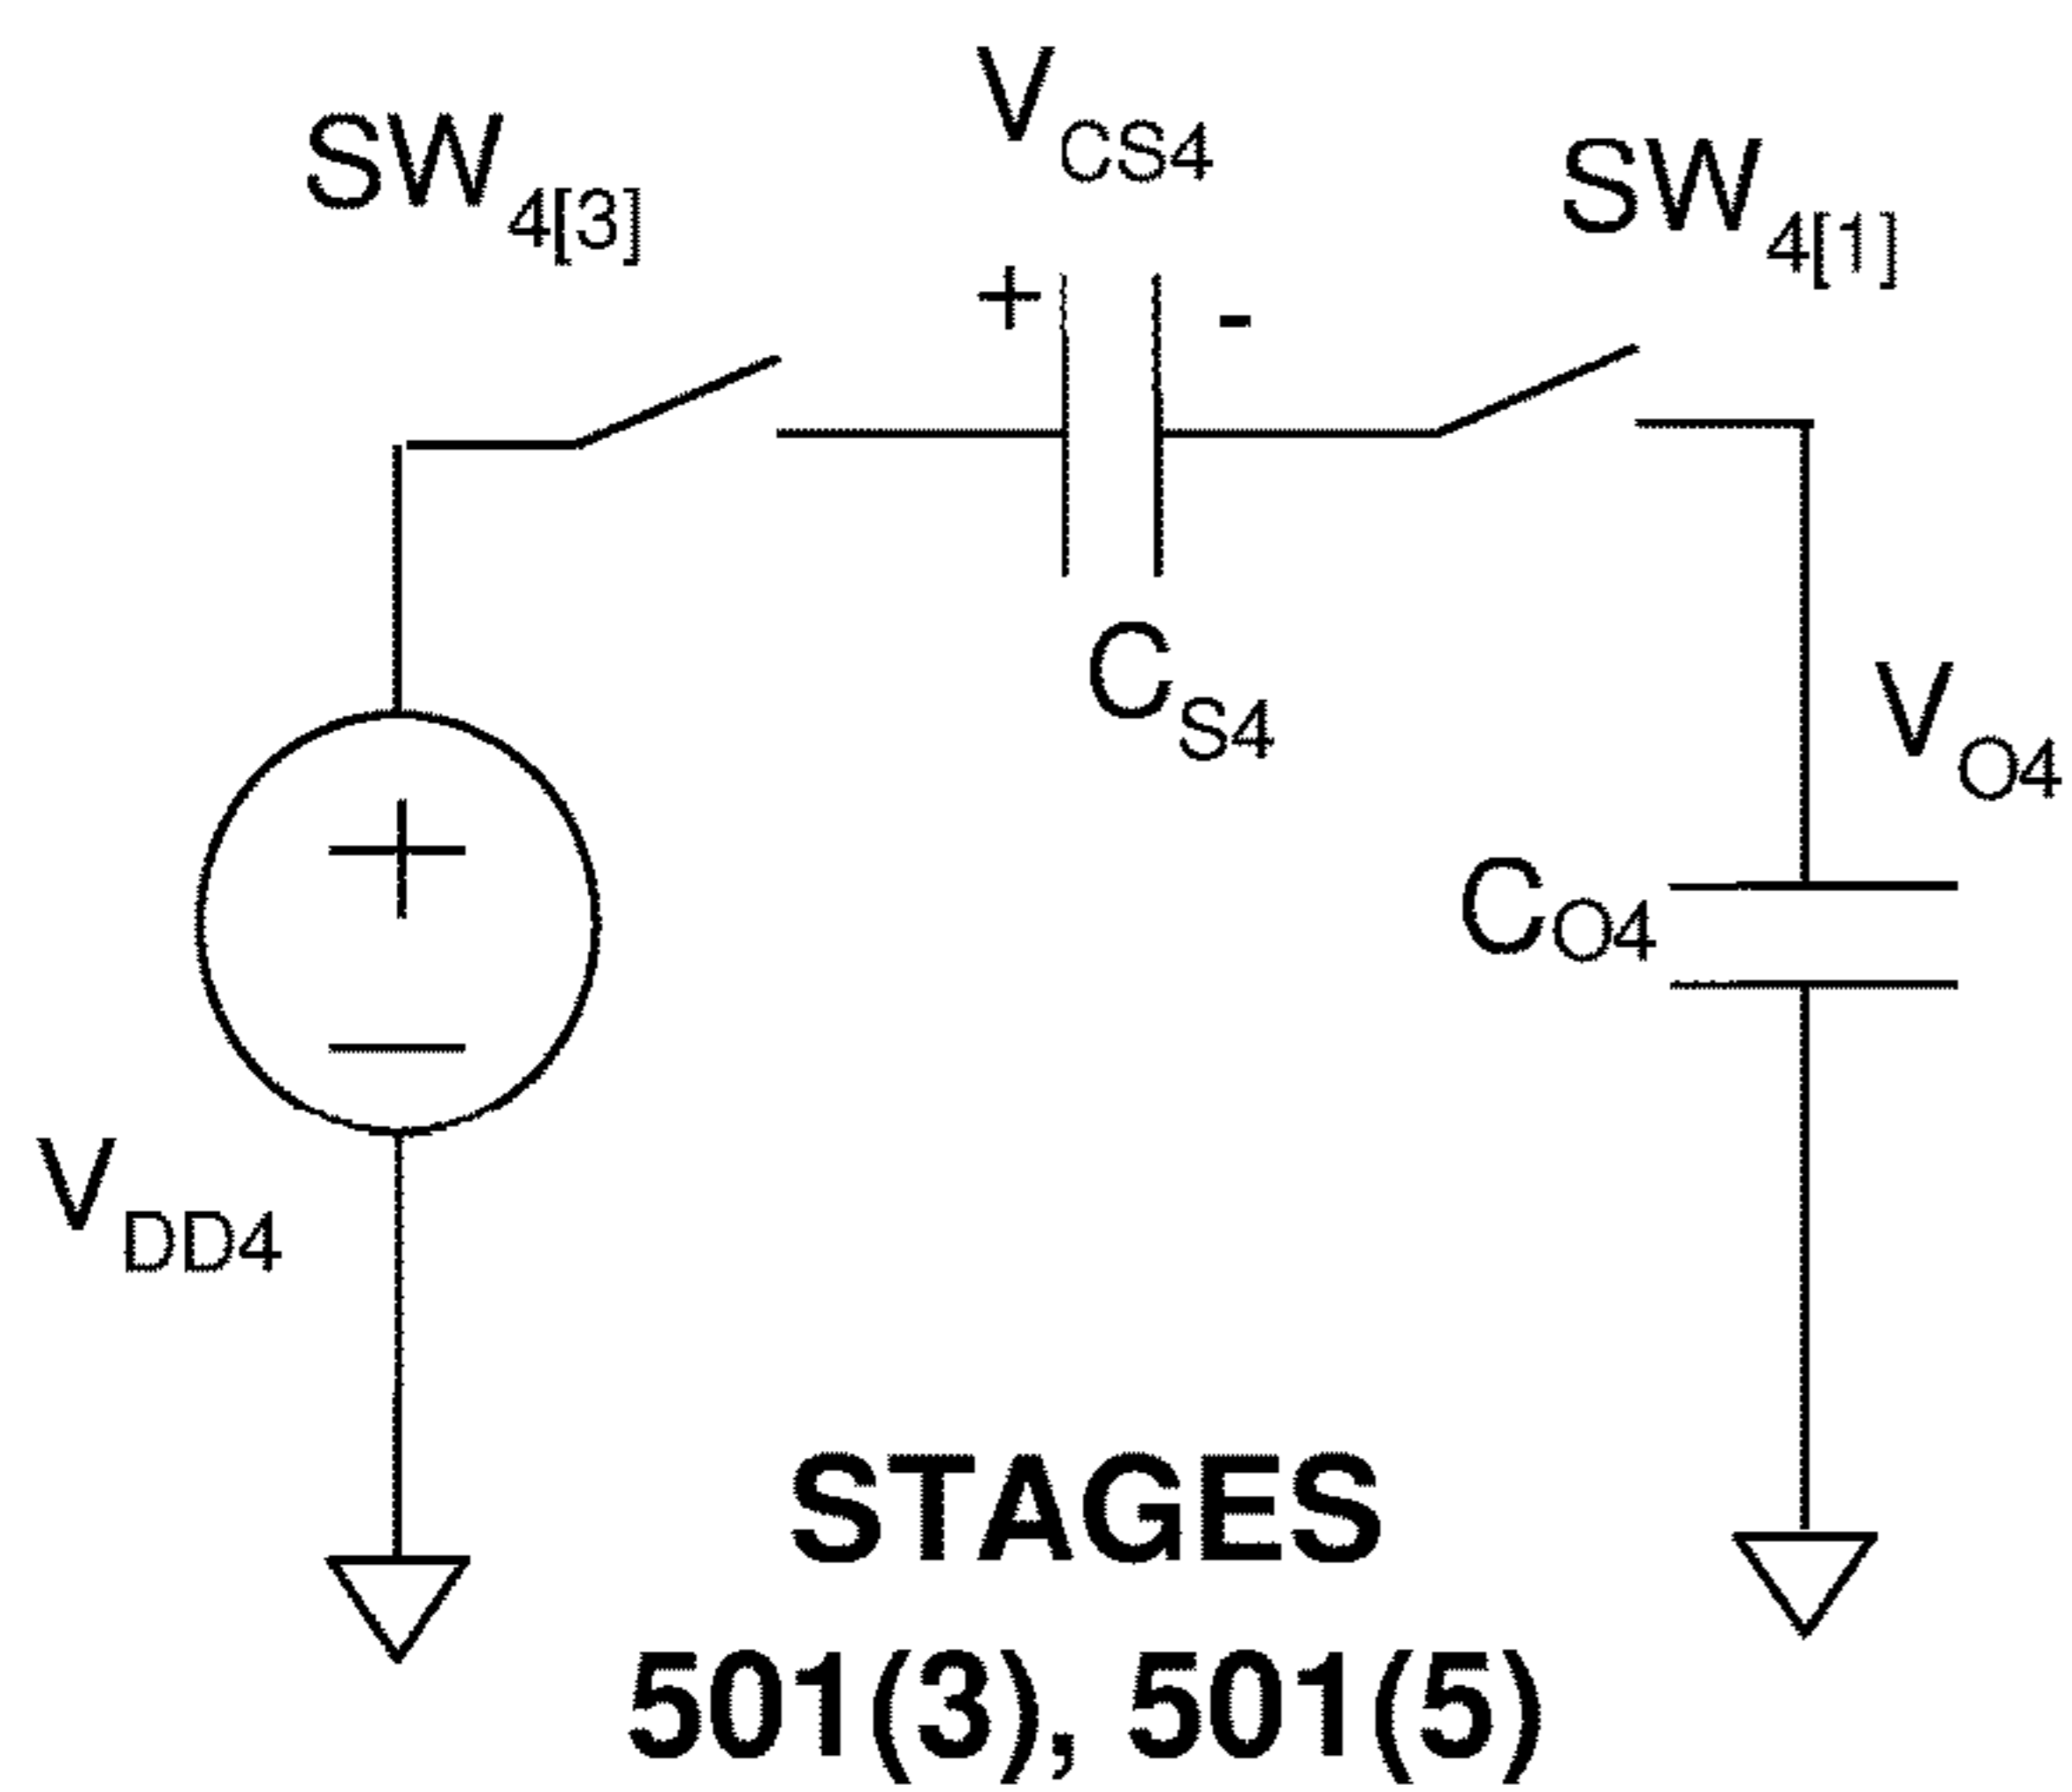 V_CS4
SW_4[3]
SW_4[1]
+ -
C_S4
V_O4
+
C_O4
−
V_DD4
STAGES
501(3), 501(5)